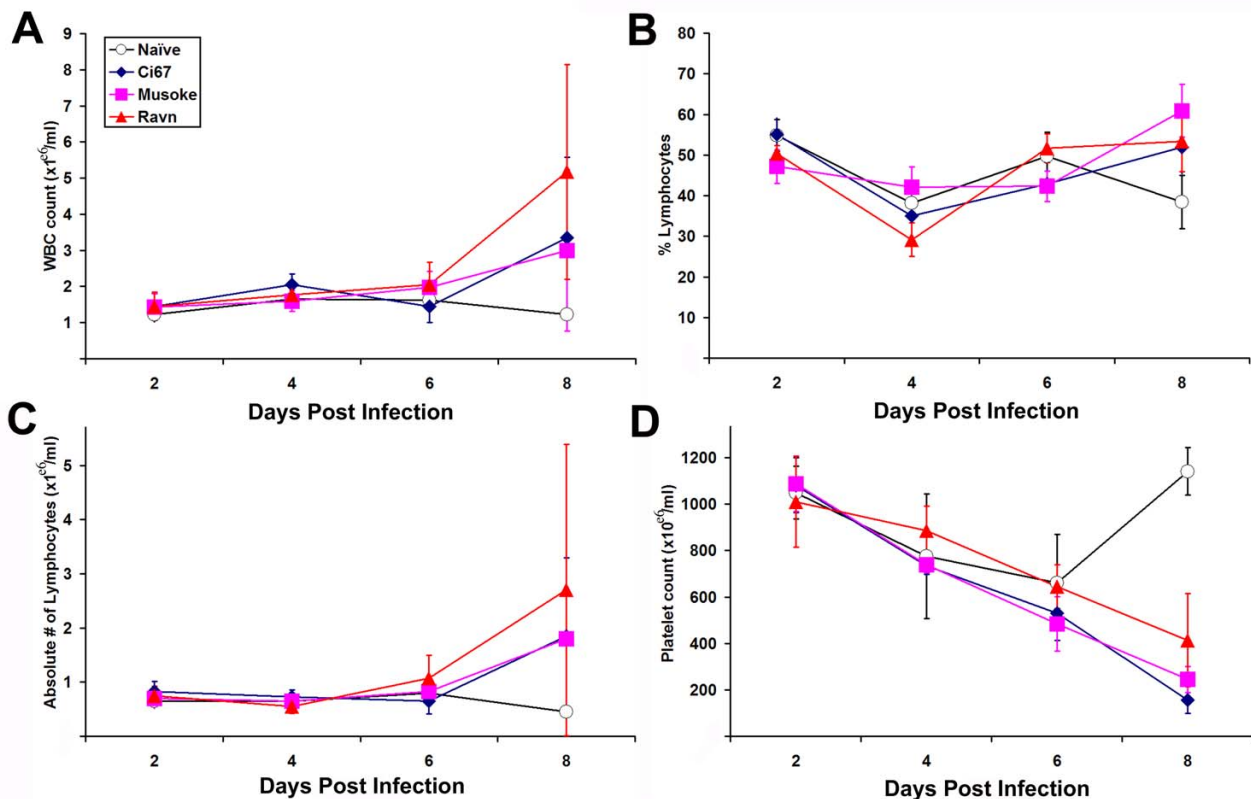 A
WBC count (x1e6/ml)
9
8
7
6
5
4
3
2
1
Naïve
Ci67
Musoke
Ravn
2 4 6 8
Days Post Infection
B
% Lymphocytes
80
70
60
50
40
30
20
10
2 4 6 8
Days Post Infection
C
Absolute # of Lymphocytes (x1e6/ml)
5
4
3
2
1
2 4 6 8
Days Post Infection
D
Platelet count (x10e6/ml)
1200
1000
800
600
400
200
2 4 6 8
Days Post Infection